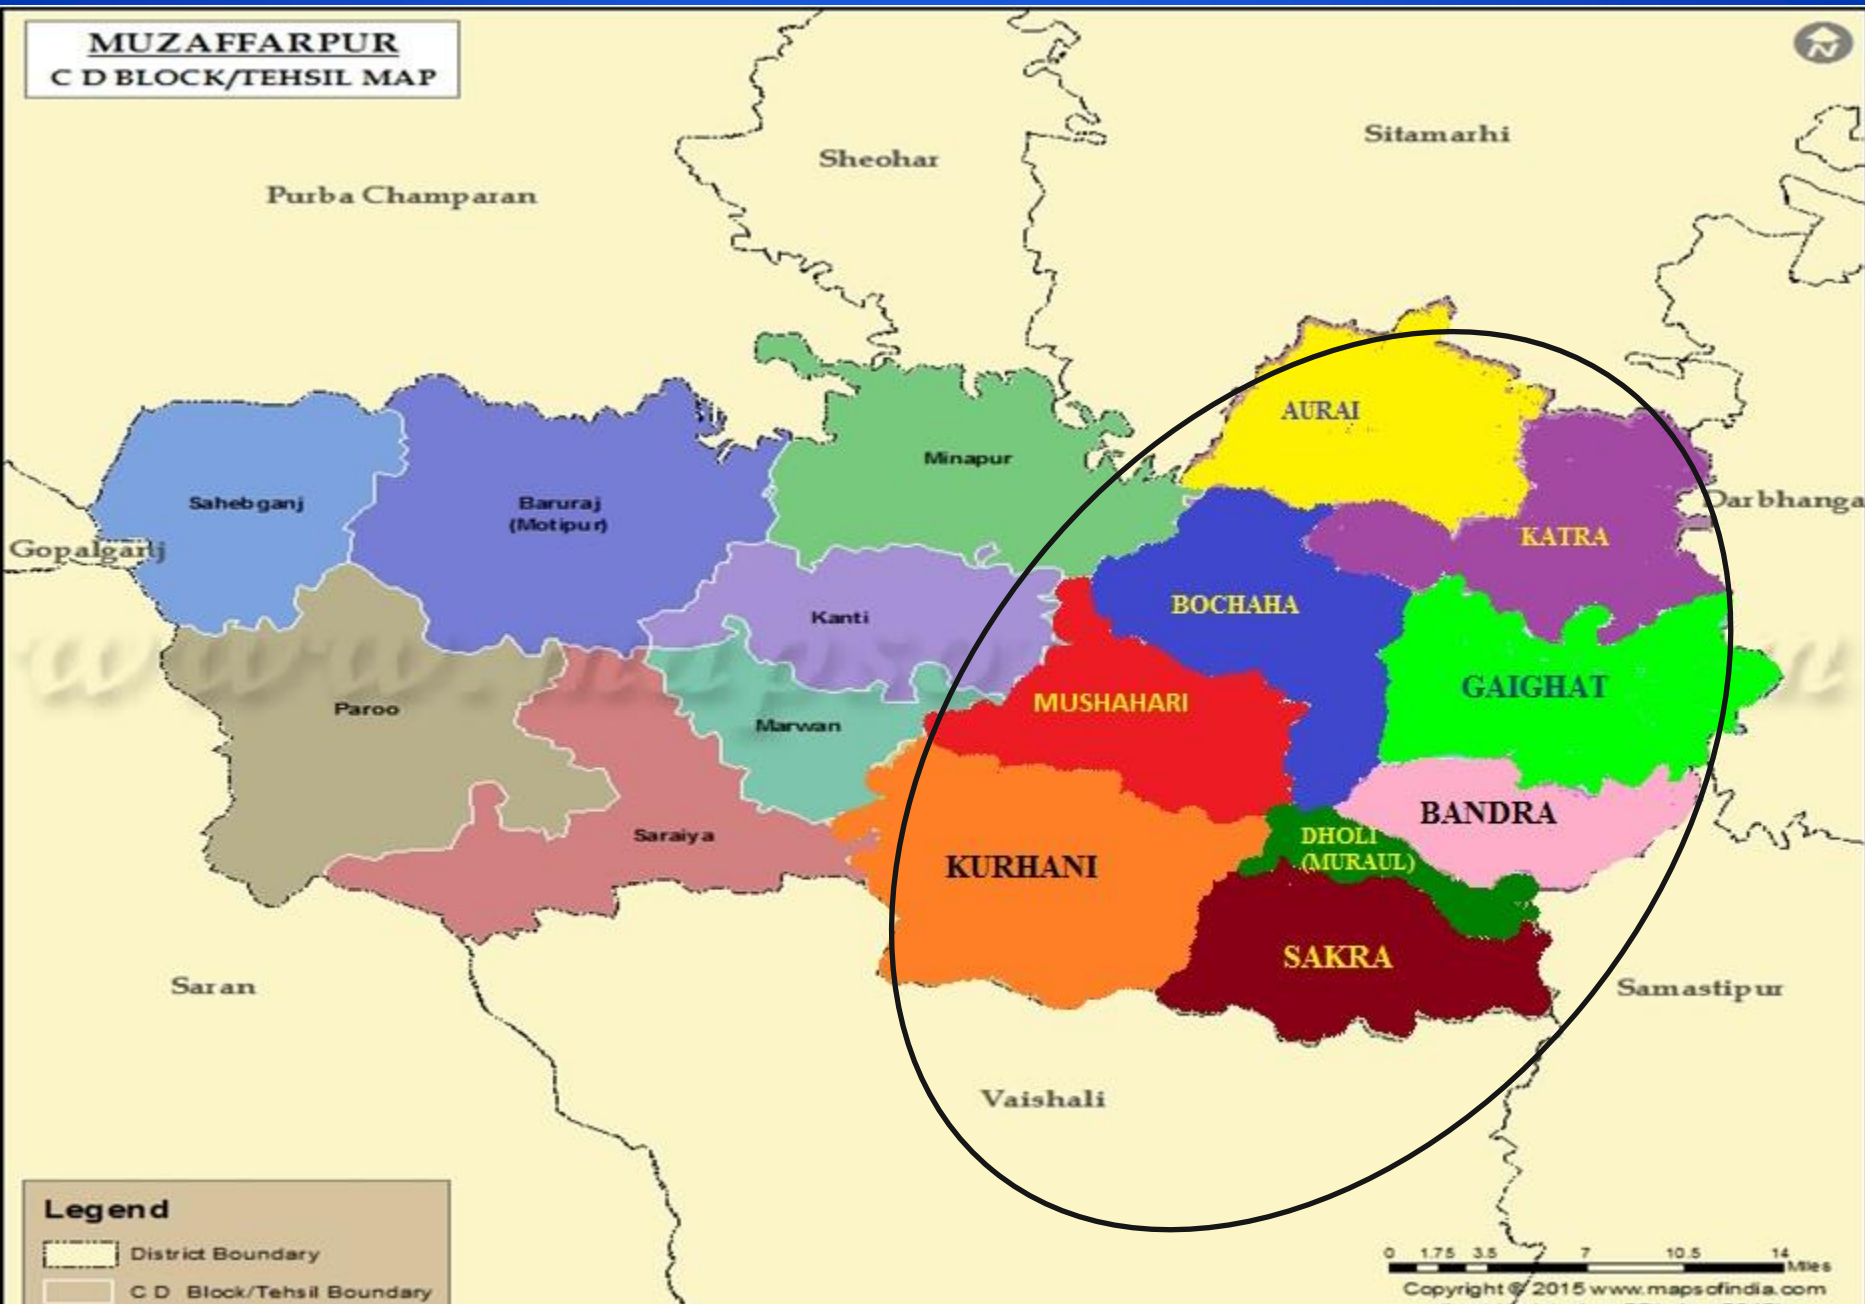 MUZAFFARPUR
C D BLOCK/TEHSIL MAP
N
Sitamarhi
Sheohar
Purba Champaran
AURAI
Minapur
Sahebganj
Baruraj
(Motipur)
Darbhanga
KATRA
Gopalganj
BOCHAHA
Kanti
GAIGHAT
MUSHAHARI
Paroo
Marwan
BANDRA
Saraiya
DHOLI
(MURAUL)
KURHANI
SAKRA
Saran
Samastipur
Vaishali
Legend
District Boundary
C D Block/Tehsil Boundary
0 1.75 3.5 7 10.5 14
Miles
Copyright © 2015 www.mapsofindia.com